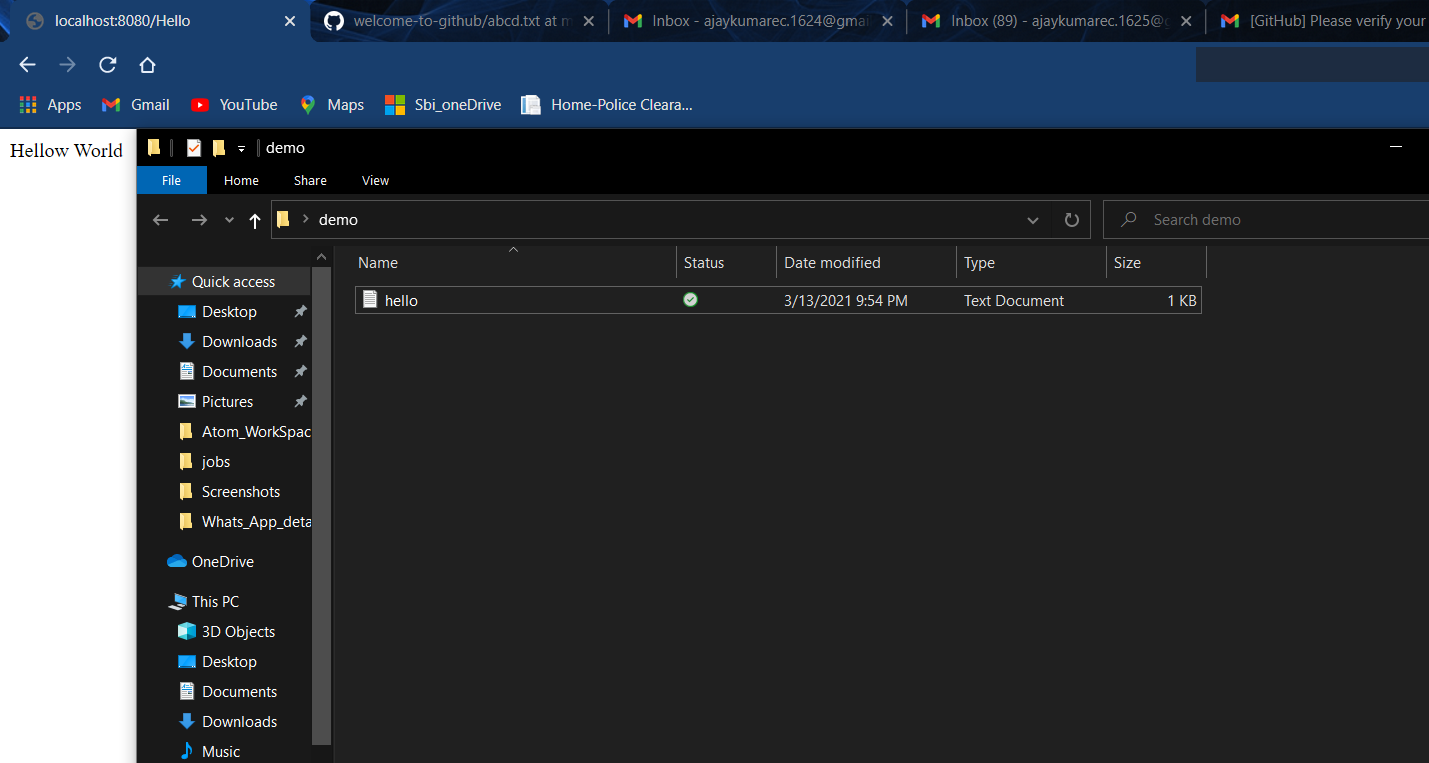 localhost:8080/Hello welcome-to-github/abcd.txt at m Inbox - ajaykumarec.1624@gmai Inbox (89) - ajaykumarec.1625@g [GitHub] Please verify your
Apps Gmail YouTube Maps Sbi_oneDrive Home-Police Cleara...
Hellow World
demo
File Home Share View
demo Search demo
Name Status Date modified Type Size
hello 3/13/2021 9:54 PM Text Document 1 KB
Quick access
Desktop
Downloads
Documents
Pictures
Atom_WorkSpac
jobs
Screenshots
Whats_App_deta
OneDrive
This PC
3D Objects
Desktop
Documents
Downloads
Music